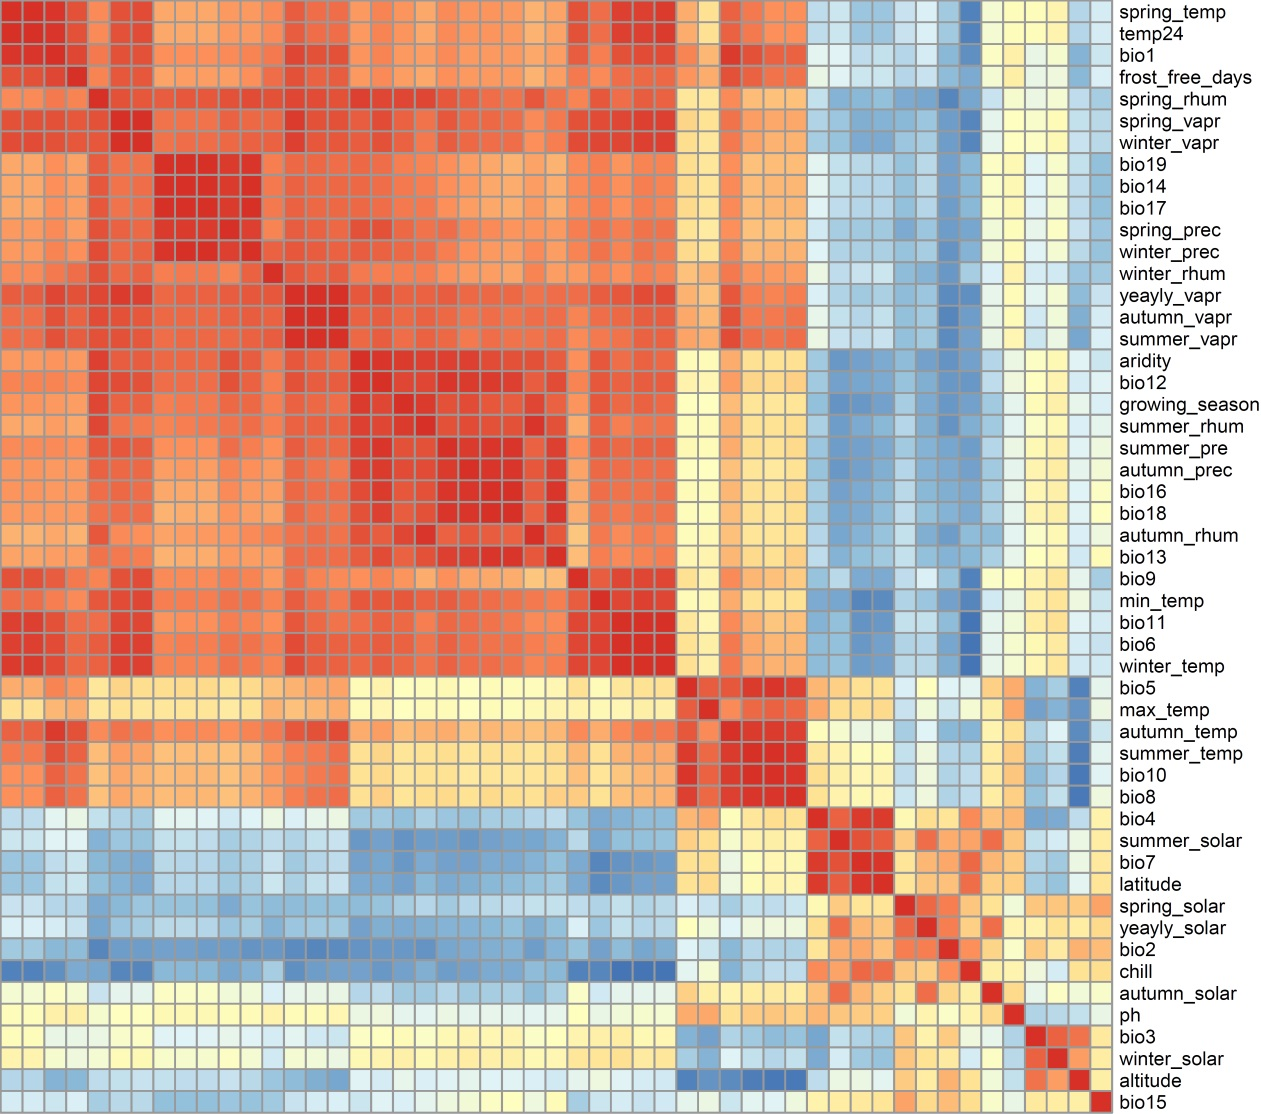 spring_temp
temp24
bio1
frost_free_days
spring_rhum
spring_vapr
winter_vapr
bio19
bio14
bio17
spring_prec
winter_prec
winter_rhum
yeayly_vapr
autumn_vapr
summer_vapr
aridity
bio12
growing_season
summer_rhum
summer_pre
autumn_prec
bio16
bio18
autumn_rhum
bio13
bio9
min_temp
bio11
bio6
winter_temp
bio5
max_temp
autumn_temp
summer_temp
bio10
bio8
bio4
summer_solar
bio7
latitude
spring_solar
yeayly_solar
bio2
chill
autumn_solar
ph
bio3
winter_solar
altitude
bio15